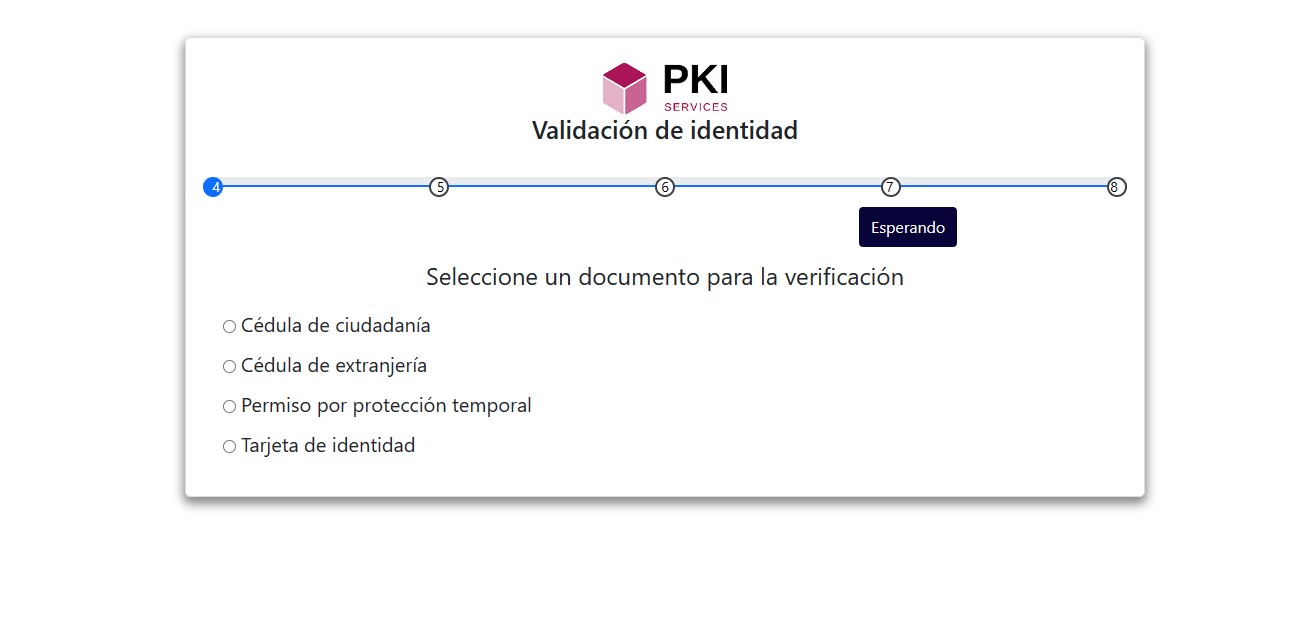 PKI
SERVICES
Validación de identidad
4 5 6 7 8
Esperando
Seleccione un documento para la verificación
Cédula de ciudadanía
Cédula de extranjería
Permiso por protección temporal
Tarjeta de identidad